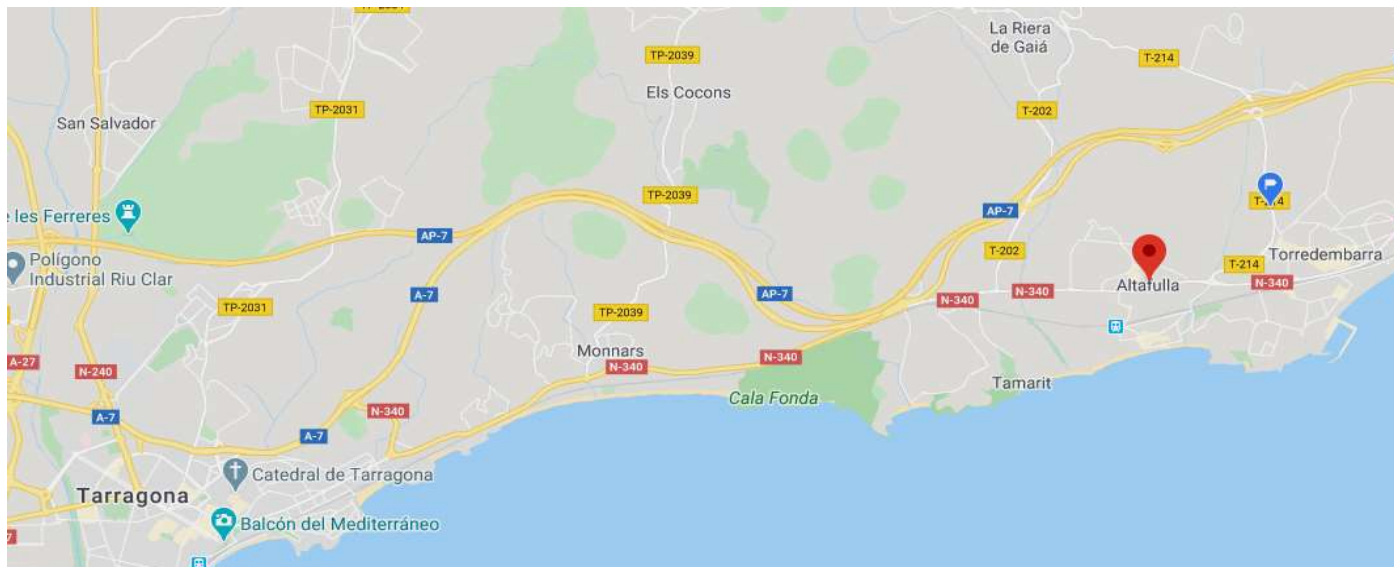 La Riera
de Gaiá
TP-2039
T-214
Els Cocons
TP-2031
T-202
San Salvador
TP-2039
e les Ferreres
AP-7
AP-7
T-202
Polígono
Industrial Riu Clar
T-214
Torredembarra
Altafulla
N-340
A-7
AP-7
N-340
N-340
TP-2031
TP-2039
Monnars
N-340
N-340
A-27
N-240
Tamarit
Cala Fonda
N-340
A-7
A-7
Catedral de Tarragona
Tarragona
Balcón del Mediterráneo
7